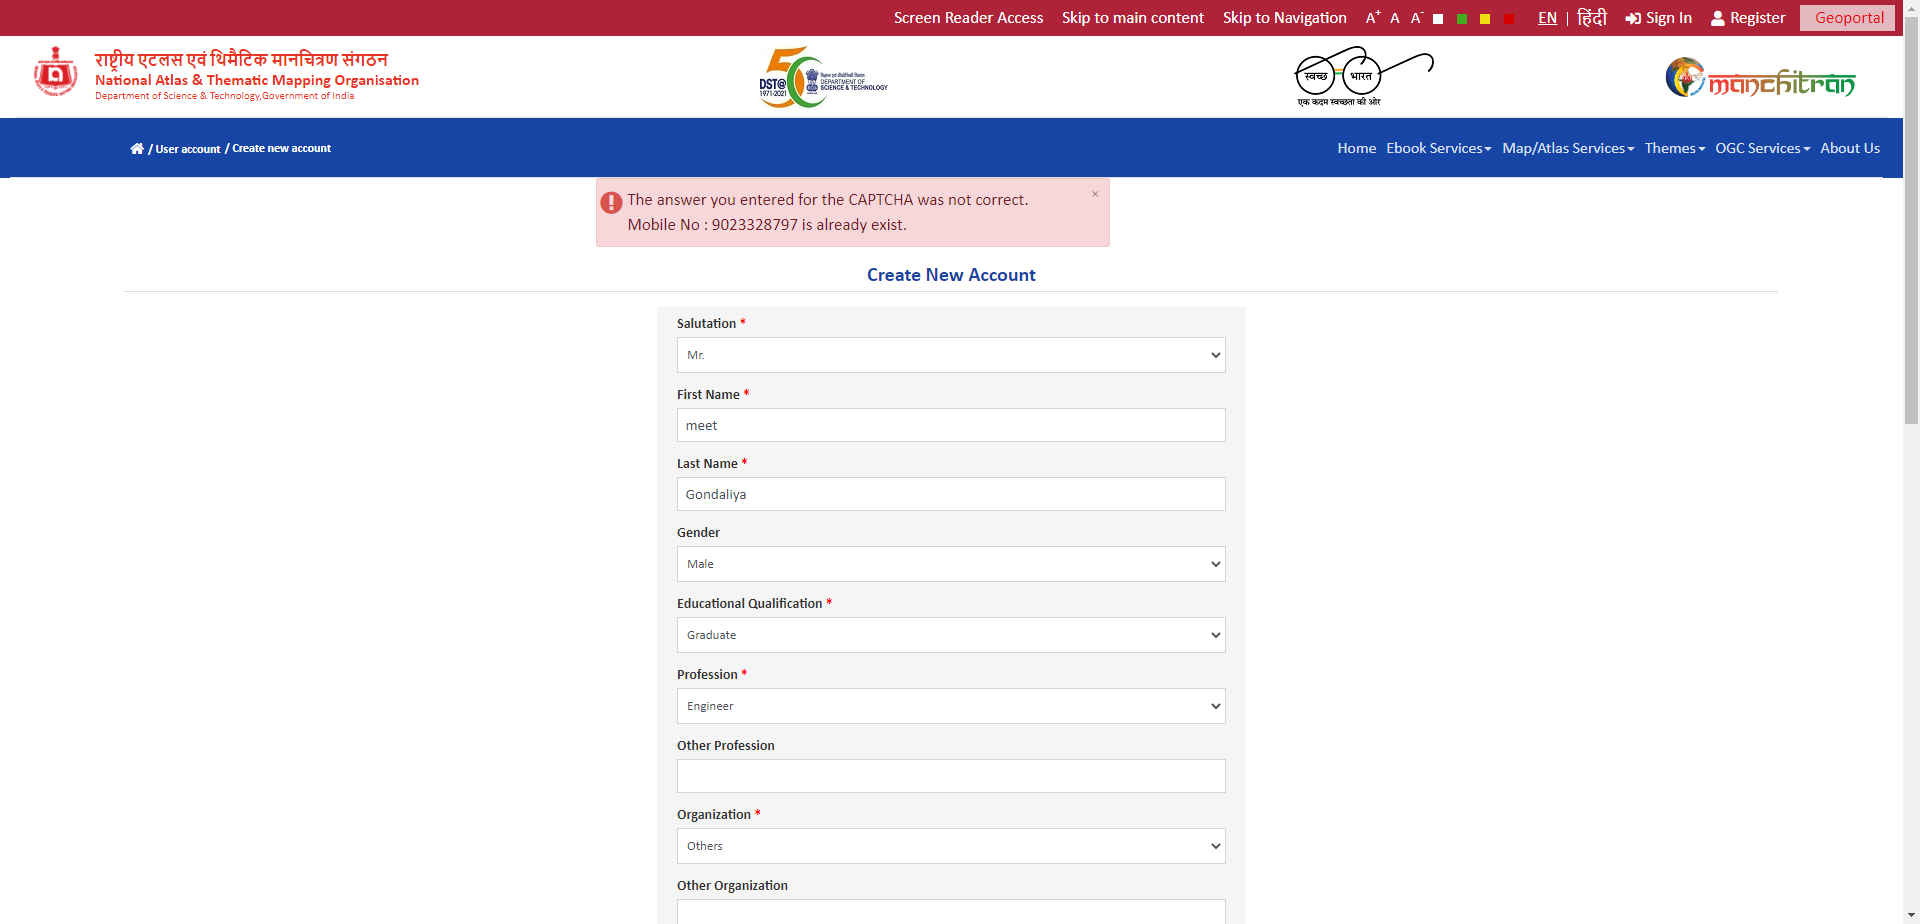 Screen Reader Access Skip to main content Skip to Navigation A+ A A- EN | हिंदी Sign In Register Geoportal
राष्ट्रीय एटलस एवं थिमैटिक मानचित्रण संगठन
National Atlas & Thematic Mapping Organisation
Department of Science & Technology,Government of India
DST@
1971-2021
DEPARTMENT OF
SCIENCE & TECHNOLOGY
स्वच्छ भारत
एक कदम स्वच्छता की ओर
manchitran
/ User account / Create new account
Home Ebook Services Map/Atlas Services Themes OGC Services About Us
The answer you entered for the CAPTCHA was not correct. ×
Mobile No : 9023328797 is already exist.
Create New Account
Salutation *
Mr.
First Name *
meet
Last Name *
Gondaliya
Gender
Male
Educational Qualification *
Graduate
Profession *
Engineer
Other Profession
Organization *
Others
Other Organization